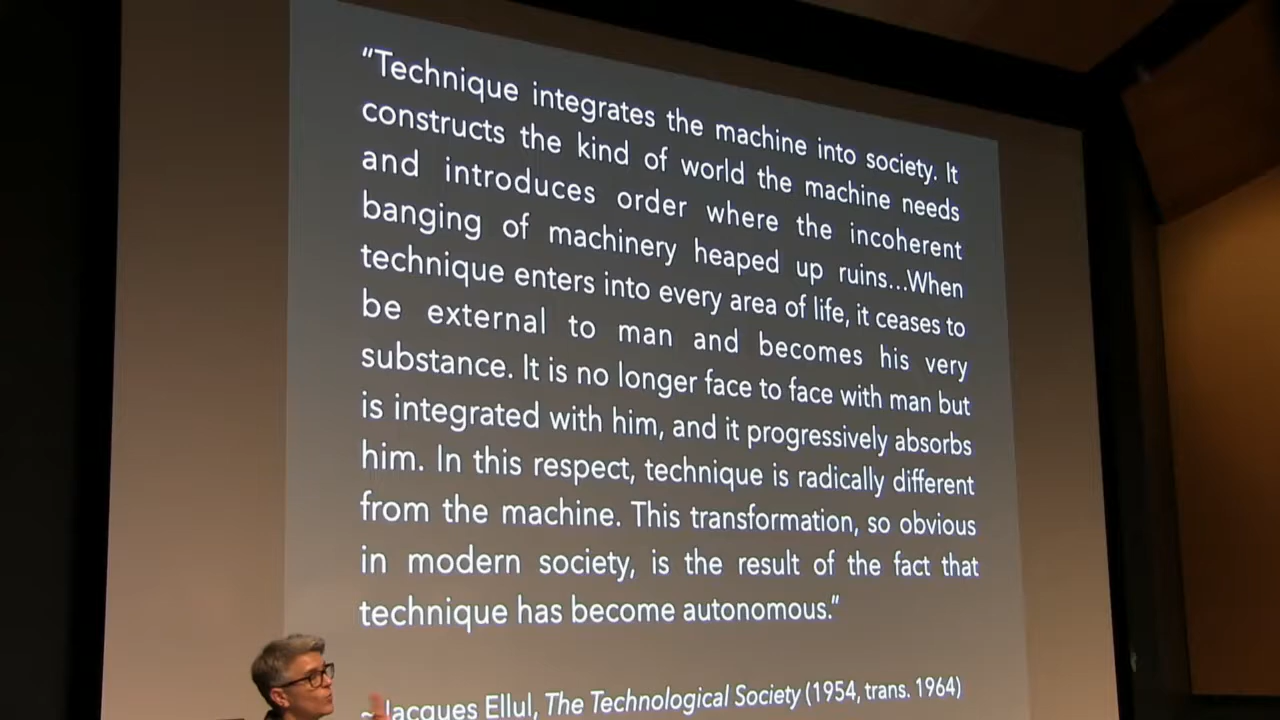 “Technique integrates the machine into society. It
constructs the kind of world the machine needs
and introduces order where the incoherent
banging of machinery heaped up ruins...When
technique enters into every area of life, it ceases to
be external to man and becomes his very
substance. It is no longer face to face with man but
is integrated with him, and it progressively absorbs
him. In this respect, technique is radically different
from the machine. This transformation, so obvious
in modern society, is the result of the fact that
technique has become autonomous.”
~Jacques Ellul, The Technological Society (1954, trans. 1964)